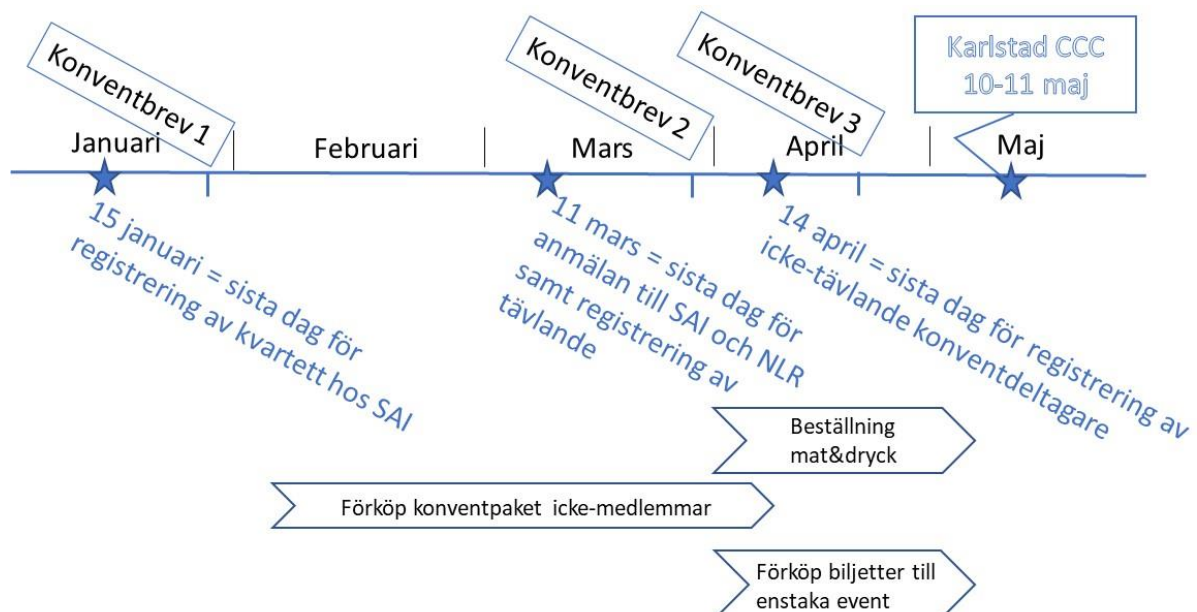 Konventbrev 1
Konventbrev 2
Konventbrev 3
Karlstad CCC
10-11 maj
Januari
Februari
Mars
April
Maj
15 januari = sista dag för
registrering av kvartett hos SAI
11 mars = sista dag för
anmälan till SAI och NLR
samt registrering av
tävlande
14 april = sista dag för registrering av
icke-tävlande konventdeltagare
Beställning
mat&dryck
Förköp konventpaket icke-medlemmar
Förköp biljetter till
enstaka event